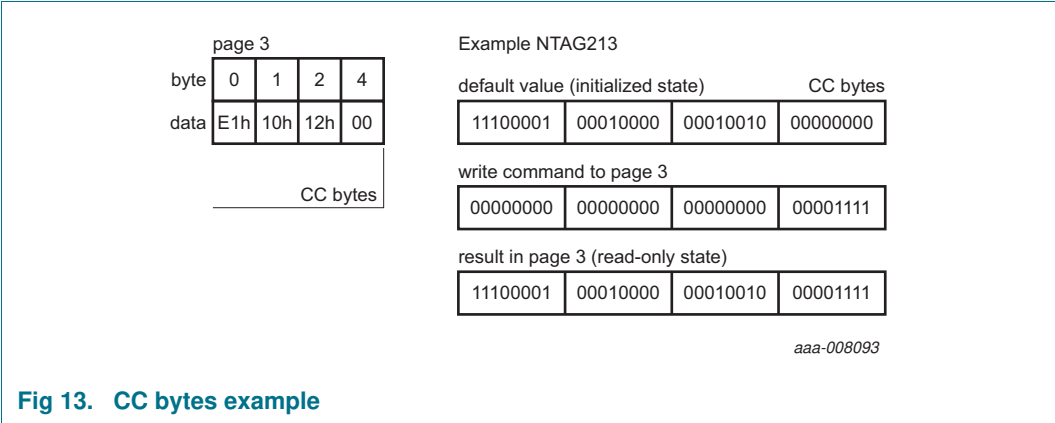 page 3
byte 0 1 2 4
data E1h 10h 12h 00
CC bytes
Example NTAG213
default value (initialized state) CC bytes
11100001 00010000 00010010 00000000
write command to page 3
00000000 00000000 00000000 00001111
result in page 3 (read-only state)
11100001 00010000 00010010 00001111
aaa-008093
Fig 13. CC bytes example